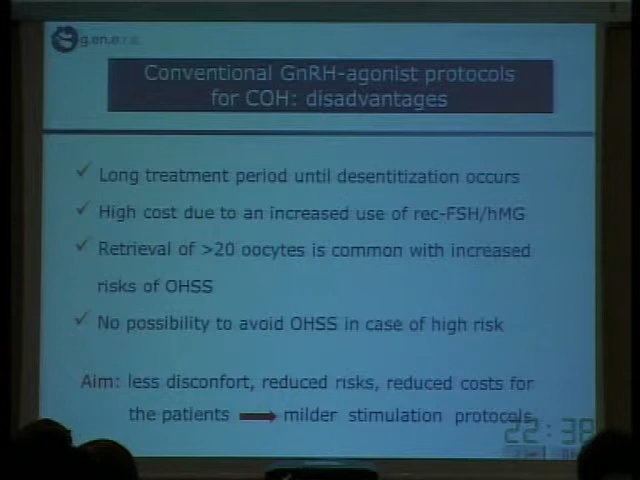 g.en.e.r.a.
Conventional GnRH-agonist protocols
for COH: disadvantages
✓ Long treatment period until desentitization occurs
✓ High cost due to an increased use of rec-FSH/hMG
✓ Retrieval of >20 oocytes is common with increased
risks of OHSS
✓ No possibility to avoid OHSS in case of high risk
Aim: less disconfort, reduced risks, reduced costs for
the patients → milder stimulation protocols
22:38